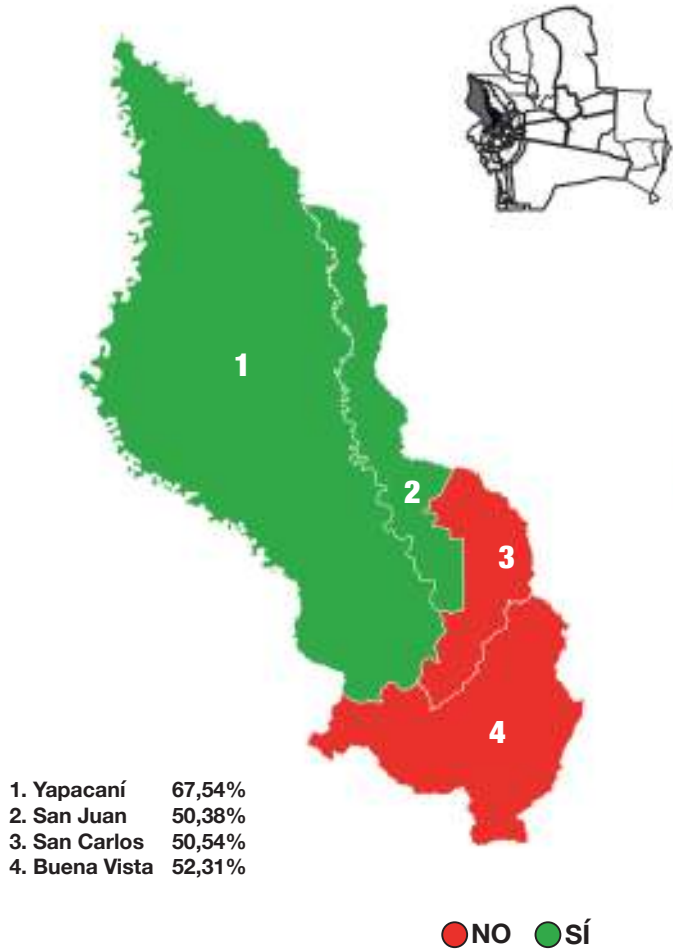 1
2
3
4
1. Yapacaní 67,54%
2. San Juan 50,38%
3. San Carlos 50,54%
4. Buena Vista 52,31%
NO SÍ